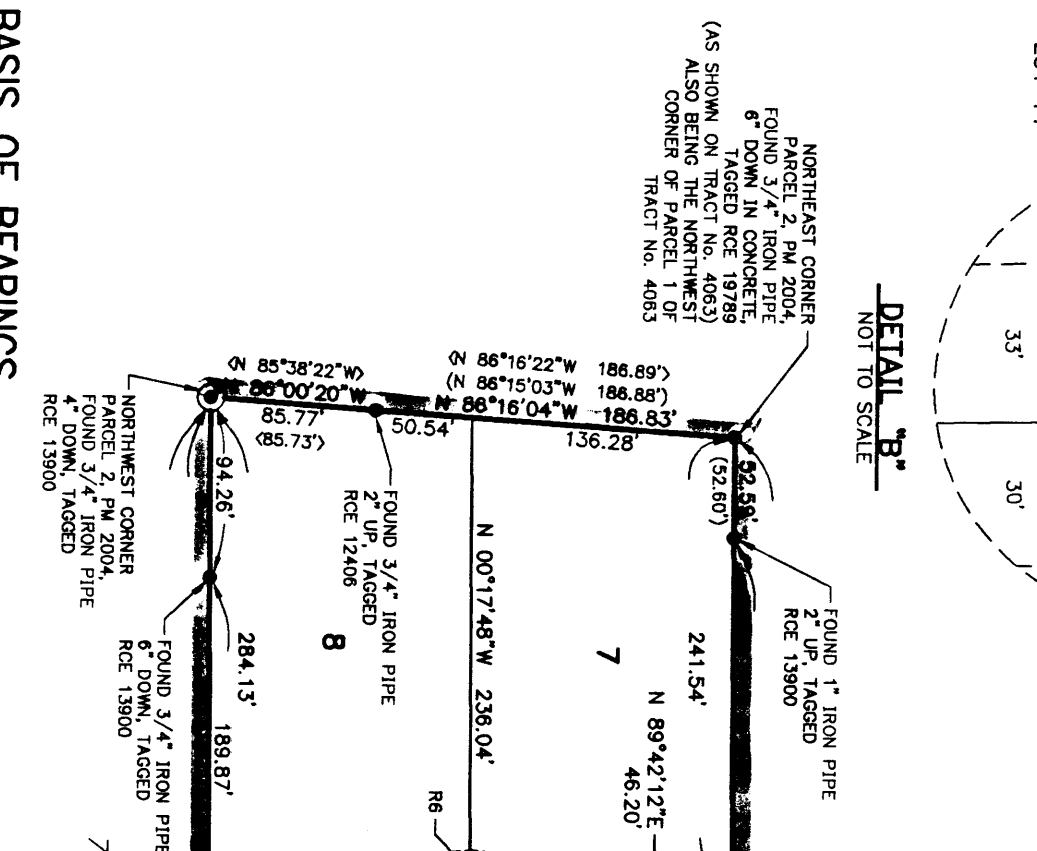 BASIS OF BEARINGS
DETAIL "B"
NOT TO SCALE
33'
30'
NORTHEAST CORNER
PARCEL 2, PM 2004,
FOUND 3/4" IRON PIPE
6" DOWN IN CONCRETE,
TAGGED RCE 19789
(AS SHOWN ON TRACT No. 4063)
ALSO BEING THE NORTHWEST
CORNER OF PARCEL 1 OF
TRACT No. 4063
<N 86°16'22"W 186.89'>
(N 86°15'03"W 186.88')
N 86°16'04"W 186.83'
136.28'
50.54'
<N 85°38'22"W>
N 86°00'20"W
85.77'
<85.73'>
52.59'
(52.60')
FOUND 1" IRON PIPE
2" UP, TAGGED
RCE 13900
241.54'
7
N 89°42'12"E
46.20'
N 00°17'48"W 236.04'
R6
FOUND 3/4" IRON PIPE
2" UP, TAGGED
RCE 12406
8
94.26'
284.13'
189.87'
FOUND 3/4" IRON PIPE
6" DOWN, TAGGED
RCE 13900
NORTHWEST CORNER
PARCEL 2, PM 2004,
FOUND 3/4" IRON PIPE
4" DOWN, TAGGED
RCE 13900